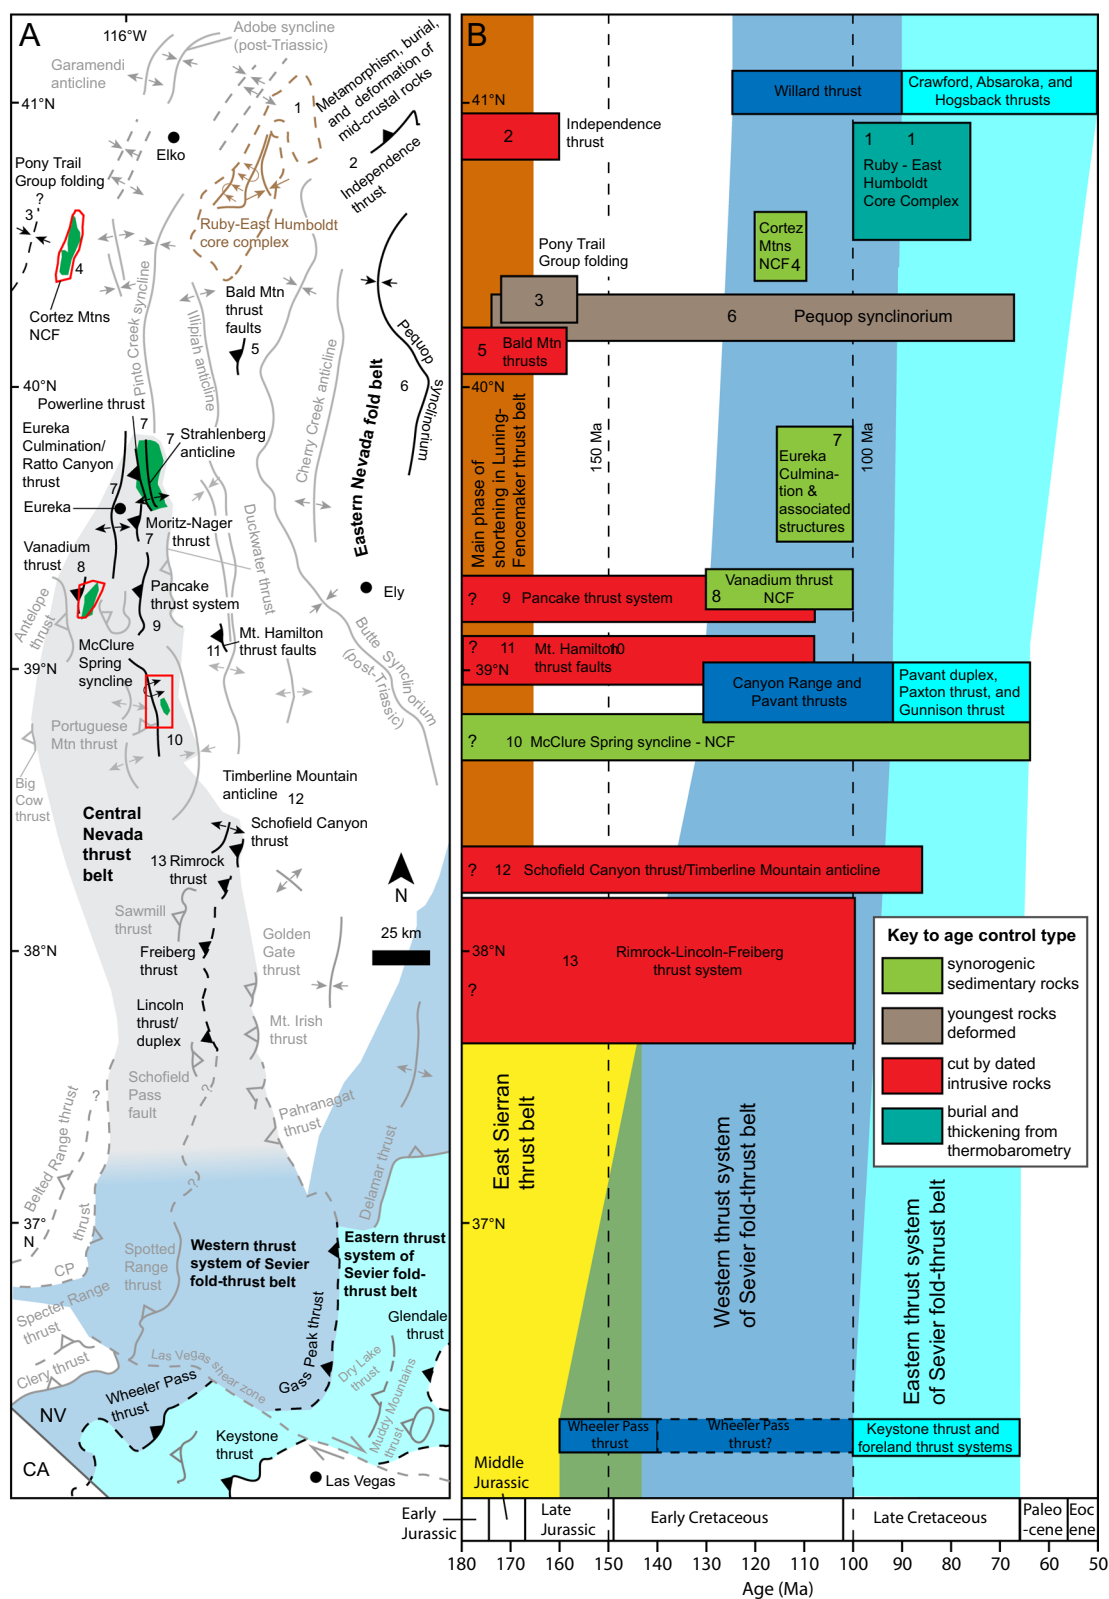 A
116°W
Adobe syncline
(post-Triassic)
Garamendi
anticline
Metamorphism, burial,
and deformation of
mid-crustal rocks
1
41°N
Elko
2
Independence
thrust
Pony Trail
Group folding
?
3
4
Ruby-East Humboldt
core complex
Cortez Mtns
NCF
Pinto Creek syncline
Illipiah anticline
Bald Mtn
thrust
faults
5
Cherry Creek anticline
Eastern Nevada fold belt
Pequop
synclinorium
6
40°N
Powerline thrust
Eureka
Culmination/
Ratto Canyon
thrust
7
7
Strahlenberg
anticline
7
Eureka
Moritz-Nager
thrust
7
Duckwater thrust
Vanadium
thrust
8
Pancake
thrust system
9
Ely
Antelope
thrust
McClure
Spring
syncline
Mt. Hamilton
thrust faults
11
Butte Synclinorium
(post-Triassic)
39°N
Portuguese
Mtn thrust
10
Big
Cow
thrust
Timberline Mountain
anticline
12
Central
Nevada
thrust
belt
Schofield Canyon
thrust
13 Rimrock
thrust
N
25 km
Sawmill
thrust
Golden
Gate
thrust
38°N
Freiberg
thrust
Lincoln
thrust/
duplex
Mt. Irish
thrust
Schofield
Pass
fault
?
?
Pahranagat
thrust
Belted Range thrust
thrust
Delamar thrust
?
37°
N
CP
Spotted
Range
thrust
Western thrust
system of Sevier
fold-thrust belt
Eastern thrust
system of
Sevier fold-
thrust belt
Specter Range
thrust
Glendale
thrust
Clery thrust
Las Vegas shear zone
Gass Peak thrust
Dry Lake
thrust
Muddy Mountains
thrust
Wheeler Pass
thrust
NV
CA
Keystone
thrust
Las Vegas
B
Willard thrust
Crawford, Absaroka, and
Hogsback thrusts
41°N
2
Independence
thrust
1
1
Ruby - East
Humboldt
Core Complex
Cortez
Mtns
NCF4
Pony Trail
Group folding
3
6
Pequop synclinorium
5
Bald Mtn
thrusts
40°N
Main phase of
shortening in Luning-
Fencemaker thrust belt
150 Ma
100 Ma
7
Eureka
Culmina-
tion &
associated
structures
? 9 Pancake thrust system
Vanadium thrust
8
NCF
? 11 Mt. Hamilton
10
thrust faults
39°N
Canyon Range and
Pavant thrusts
Pavant duplex,
Paxton thrust, and
Gunnison thrust
? 10 McClure Spring syncline - NCF
? 12 Schofield Canyon thrust/Timberline Mountain anticline
38°N
13
Rimrock-Lincoln-Freiberg
thrust system
?
Key to age control type
synorogenic
sedimentary rocks
youngest rocks
deformed
cut by dated
intrusive rocks
burial and
thickening from
thermobarometry
East Sierran
thrust belt
Western thrust system
of Sevier fold-thrust belt
Eastern thrust system
of Sevier fold-thrust belt
37°N
Wheeler Pass
thrust
Wheeler Pass
thrust?
Keystone thrust and
foreland thrust systems
Middle
Jurassic
Early
Jurassic
Late
Jurassic
Early Cretaceous
Late Cretaceous
Paleo
-cene
Eoc
ene
180 170 160 150 140 130 120 110 100 90 80 70 60 50
Age (Ma)